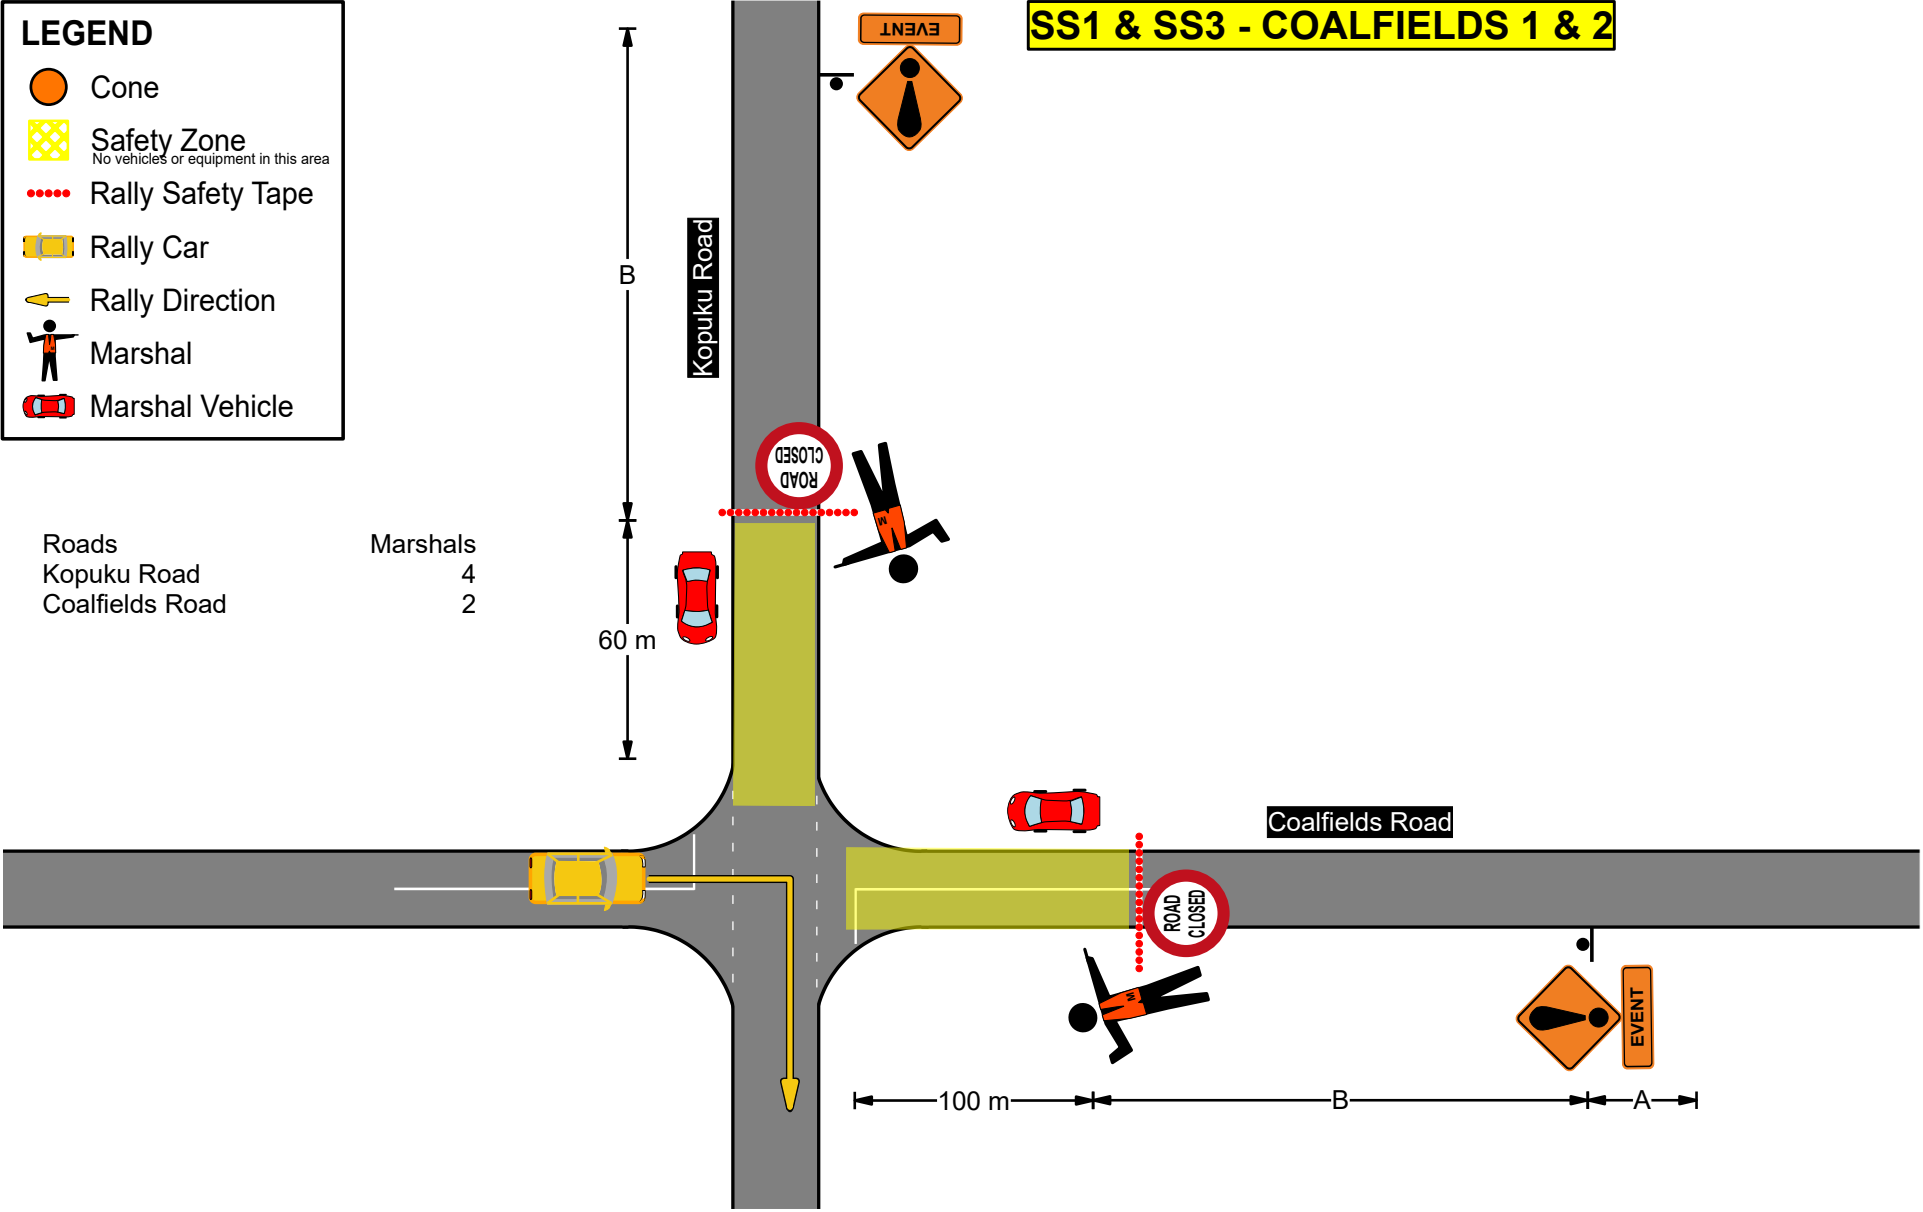 LEGEND
Cone
Safety Zone
No vehicles or equipment in this area
Rally Safety Tape
Rally Car
Rally Direction
Marshal
Marshal Vehicle
SS1 & SS3 - COALFIELDS 1 & 2
EVENT
B
Kopuku Road
ROAD
CLOSED
M
Roads Marshals
Kopuku Road 4
Coalfields Road 2
60 m
Coalfields Road
ROAD
CLOSED
M
EVENT
100 m
B
A